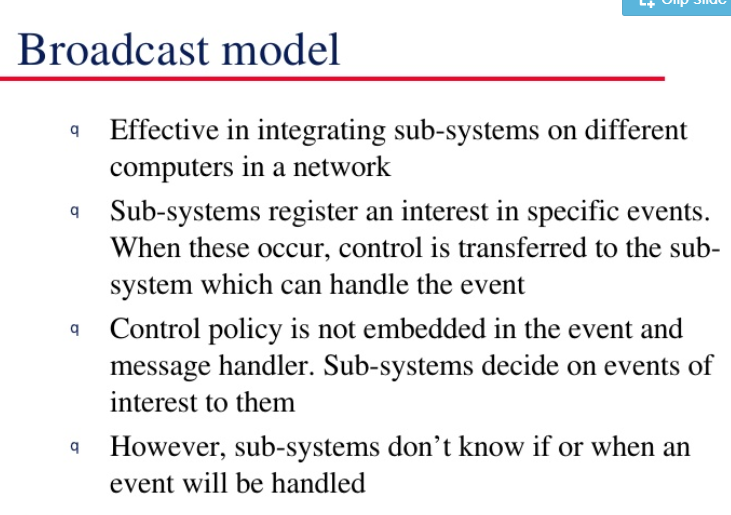 Clip Slide
Broadcast model
q Effective in integrating sub-systems on different
computers in a network
q Sub-systems register an interest in specific events.
When these occur, control is transferred to the sub-
system which can handle the event
q Control policy is not embedded in the event and
message handler. Sub-systems decide on events of
interest to them
q However, sub-systems don’t know if or when an
event will be handled